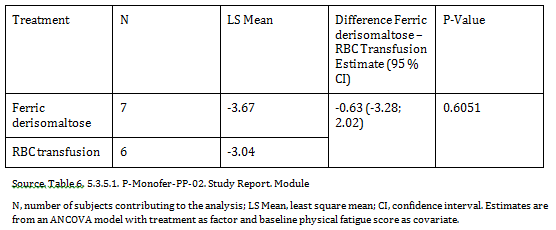 Treatment N LS Mean Difference Ferric P-Value
derisomaltose –
RBC Transfusion
Estimate (95 %
CI)
Ferric 7 -3.67 -0.63 (-3.28; 0.6051
derisomaltose 2.02)
RBC transfusion 6 -3.04
Source. Table 6, 5.3.5.1. P-Monofer-PP-02. Study Report. Module
N, number of subjects contributing to the analysis; LS Mean, least square mean; CI, confidence interval. Estimates are
from an ANCOVA model with treatment as factor and baseline physical fatigue score as covariate.